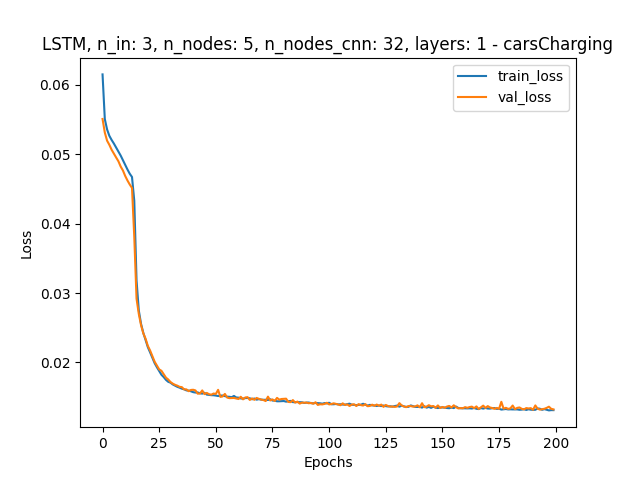 LSTM, n_in: 3, n_nodes: 5, n_nodes_cnn: 32, layers: 1 - carsCharging
train_loss
val_loss
0.06
0.05
0.04
0.03
0.02
Loss
0 25 50 75 100 125 150 175 200
Epochs